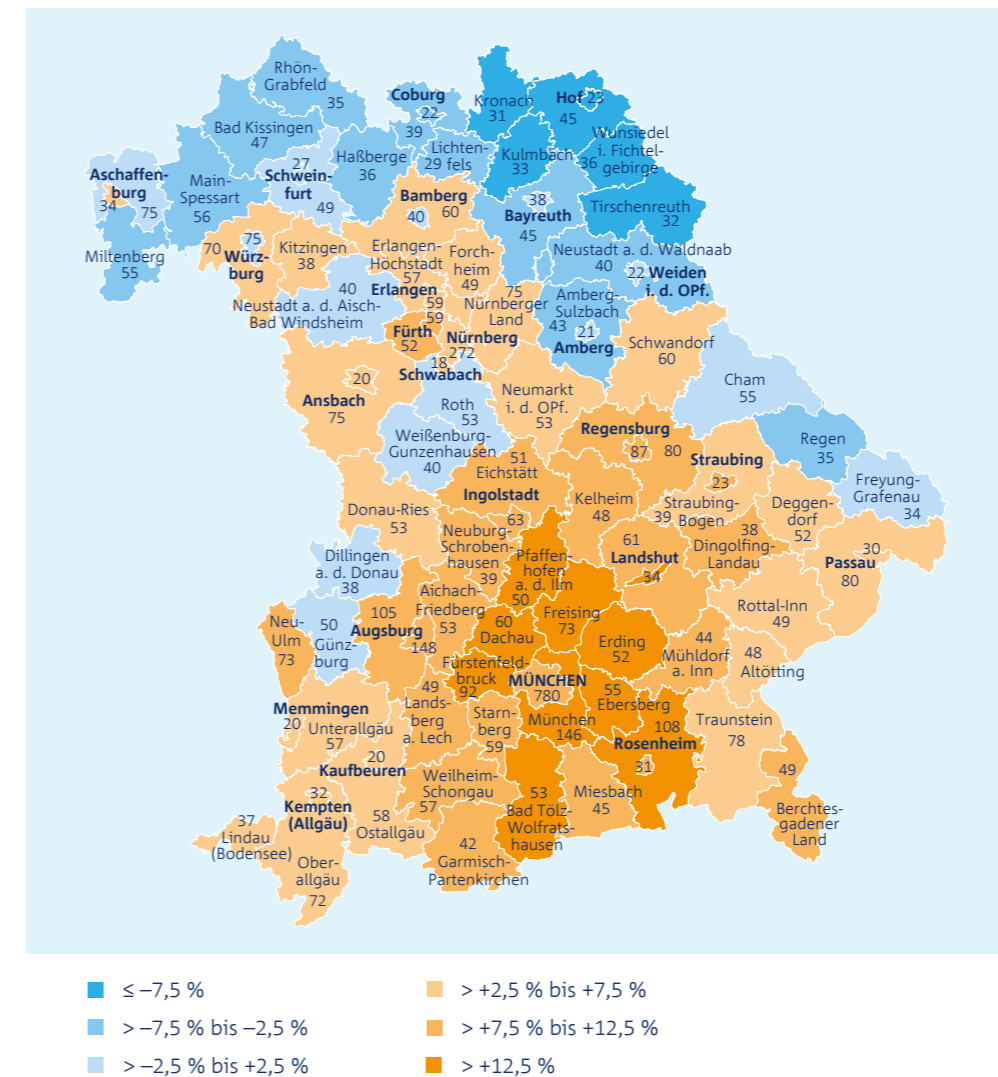 Rhön-
Grabfeld
35
Coburg
22
39
Kronach
31
Hof 23
45
Bad Kissingen
47
Wunsiedel
i. Fichtel-
36 gebirge
Lichten-
29 fels
Haßberge
36
Kulmbach
33
27
Schwein-
furt
49
Aschaffen-
burg
34
75
Main-
Spessart
56
Bamberg
40
60
38
Bayreuth
45
Tirschenreuth
32
Miltenberg
55
70
75
Würz-
burg
Kitzingen
38
Erlangen-
Höchstadt
57
Forch-
heim
49
Neustadt a. d. Waldnaab
40
22 Weiden
i. d. OPf.
40
Neustadt a. d. Aisch-
Bad Windsheim
Erlangen
59
59
75
Nürnberger
Land
Amberg-
Sulzbach
43
21
Amberg
Fürth
52
Nürnberg
272
18
Schwabach
Schwandorf
60
20
Ansbach
75
Roth
53
Neumarkt
i. d. OPf.
53
Cham
55
Weißenburg-
Gunzenhausen
40
Regensburg
87
80
Regen
35
51
Eichstätt
Straubing
23
Freyung-
Grafenau
34
Ingolstadt
63
Kelheim
48
39
Straubing-
Bogen
Deggen-
dorf
52
Donau-Ries
53
Neuburg-
Schroben-
hausen
39
61
Landshut
34
38
Dingolfing-
Landau
30
Passau
80
Dillingen
a. d. Donau
38
Pfaffen-
hofen
a. d. Ilm
50
Aichach-
Friedberg
53
Rottal-Inn
49
Neu-
Ulm
73
50
Günz-
burg
105
Augsburg
148
60
Dachau
Freising
73
Erding
52
44
Mühldorf
a. Inn
48
Altötting
Fürstenfeld-
bruck
92
MÜNCHEN
780
55
Ebersberg
Memmingen
20
Unterallgäu
57
49
Lands-
berg
a. Lech
Starn-
berg
59
München
146
108
Rosenheim
31
Traunstein
78
20
Kaufbeuren
Weilheim-
Schongau
57
53
Bad Tölz-
Wolfrats-
hausen
Miesbach
45
49
Berchtes-
gadener
Land
32
Kempten
(Allgäu)
58
Ostallgäu
37
Lindau
(Bodensee)
Ober-
allgäu
72
42
Garmisch-
Partenkirchen
≤ –7,5 %
> –7,5 % bis –2,5 %
> –2,5 % bis +2,5 %
> +2,5 % bis +7,5 %
> +7,5 % bis +12,5 %
> +12,5 %